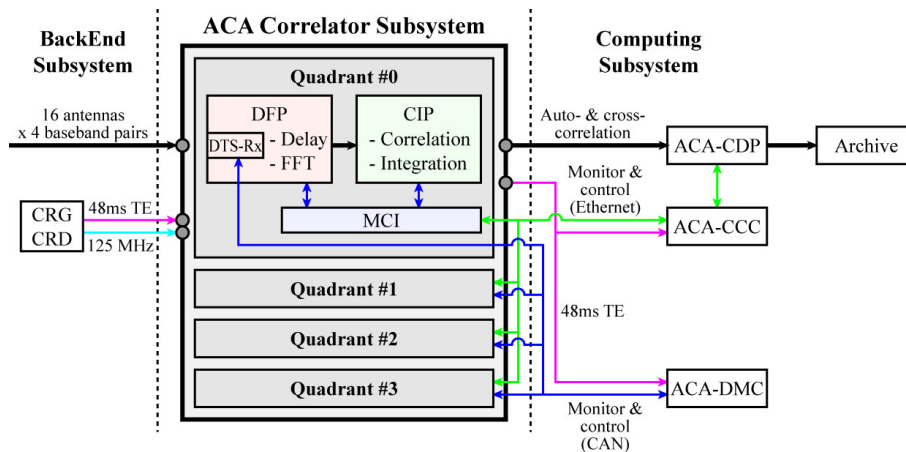 BackEnd
Subsystem
ACA Correlator Subsystem
Computing
Subsystem
Quadrant #0
16 antennas
x 4 baseband pairs
DFP
DTS-Rx
- Delay
- FFT
CIP
- Correlation
- Integration
Auto- & cross-
correlation
ACA-CDP
Archive
Monitor &
control
(Ethernet)
CRG
CRD
48ms TE
125 MHz
MCI
ACA-CCC
Quadrant #1
Quadrant #2
48ms TE
Quadrant #3
ACA-DMC
Monitor &
control
(CAN)